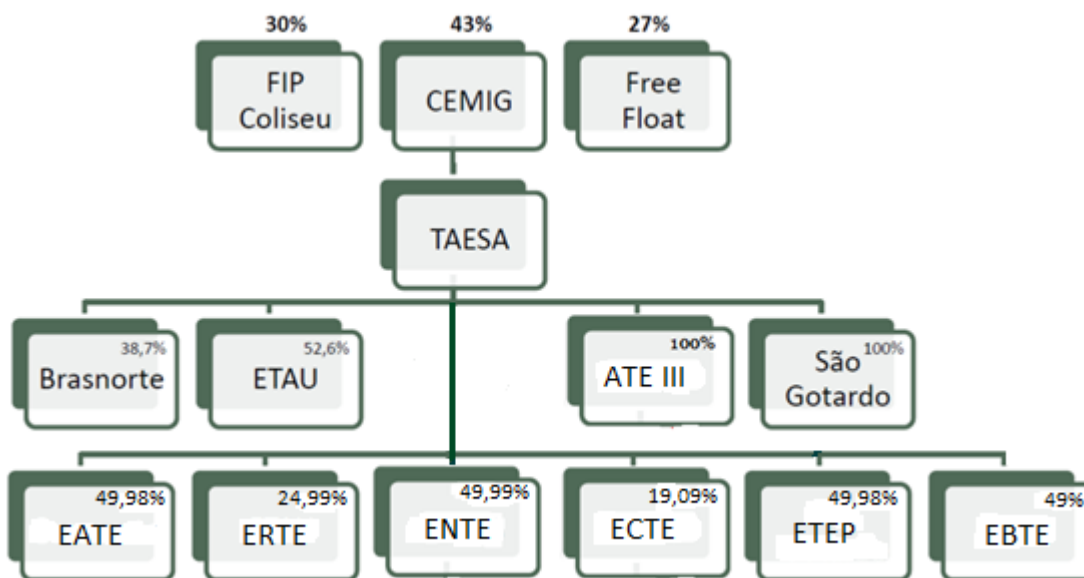 30% 43% 27%
FIP
Coliseu
CEMIG
Free
Float
TAESA
38,7%
Brasnorte
52,6%
ETAU
100%
ATE III
100%
São
Gotardo
49,98%
EATE
24,99%
ERTE
49,99%
ENTE
19,09%
ECTE
49,98%
ETEP
49%
EBTE